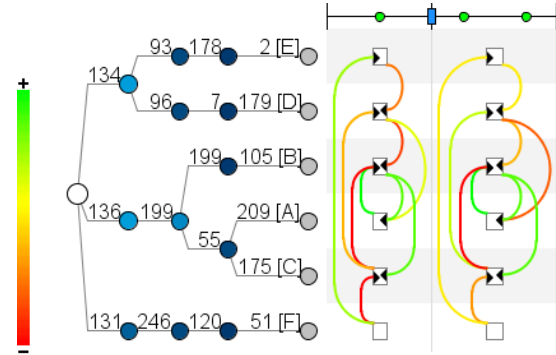 93 178 2 [E]
134
+
96 7 179 [D]
199 105 [B]
136 199 209 [A]
55
175 [C]
131 246 120 51 [F]
−